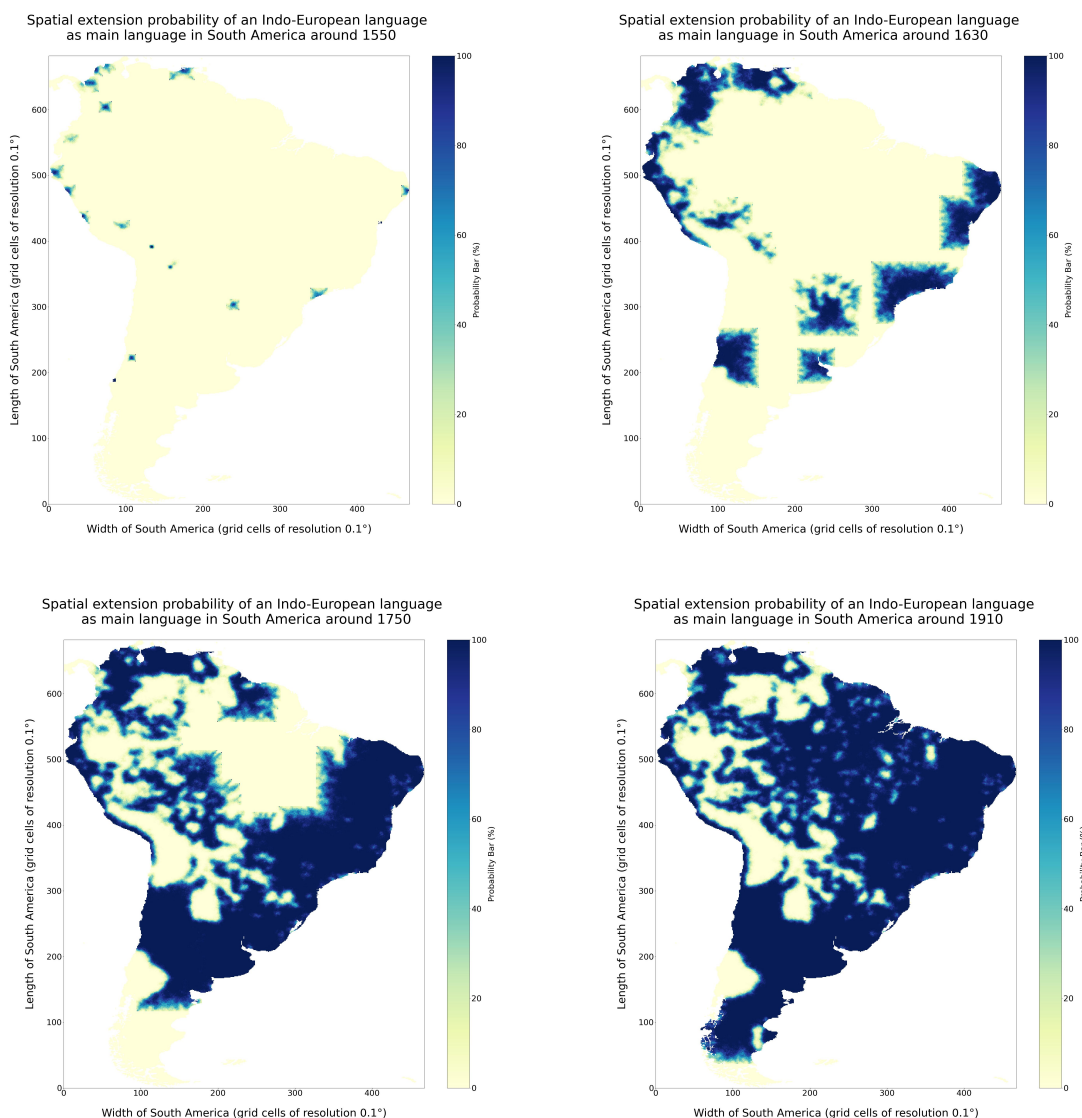 Spatial extension probability of an Indo-European language
as main language in South America around 1550
Length of South America (grid cells of resolution 0.1°)
600
500
400
300
200
100
0
0 100 200 300 400
Width of South America (grid cells of resolution 0.1°)
100
80
60
40
20
0
Probability Bar (%)
Spatial extension probability of an Indo-European language
as main language in South America around 1630
Length of South America (grid cells of resolution 0.1°)
600
500
400
300
200
100
0
0 100 200 300 400
Width of South America (grid cells of resolution 0.1°)
100
80
60
40
20
0
Probability Bar (%)
Spatial extension probability of an Indo-European language
as main language in South America around 1750
Length of South America (grid cells of resolution 0.1°)
600
500
400
300
200
100
0
0 100 200 300 400
Width of South America (grid cells of resolution 0.1°)
100
80
60
40
20
0
Probability Bar (%)
Spatial extension probability of an Indo-European language
as main language in South America around 1910
Length of South America (grid cells of resolution 0.1°)
600
500
400
300
200
100
0
0 100 200 300 400
Width of South America (grid cells of resolution 0.1°)
100
80
60
40
20
0